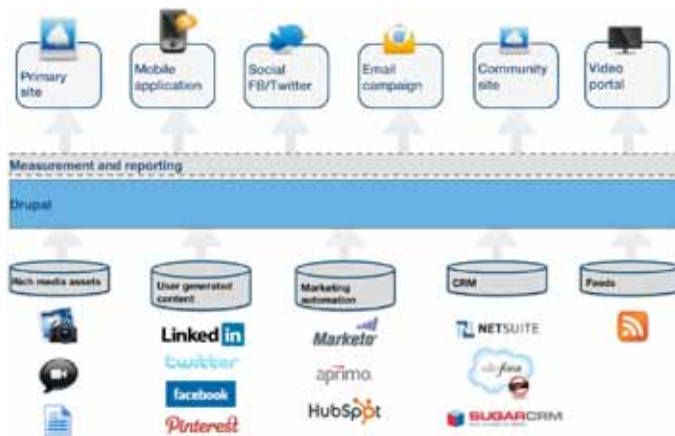 Primary
site
Mobile
application
Social
FB/Twitter
Email
campaign
Community
site
Video
portal
Measurement and reporting
Drupal
Rich media assets
User generated
content
Marketing
automation
CRM
Feeds
LinkedIn
twitter
facebook
Pinterest
Marketo
aprimo
HubSpot
NETSUITE
SUGARCRM